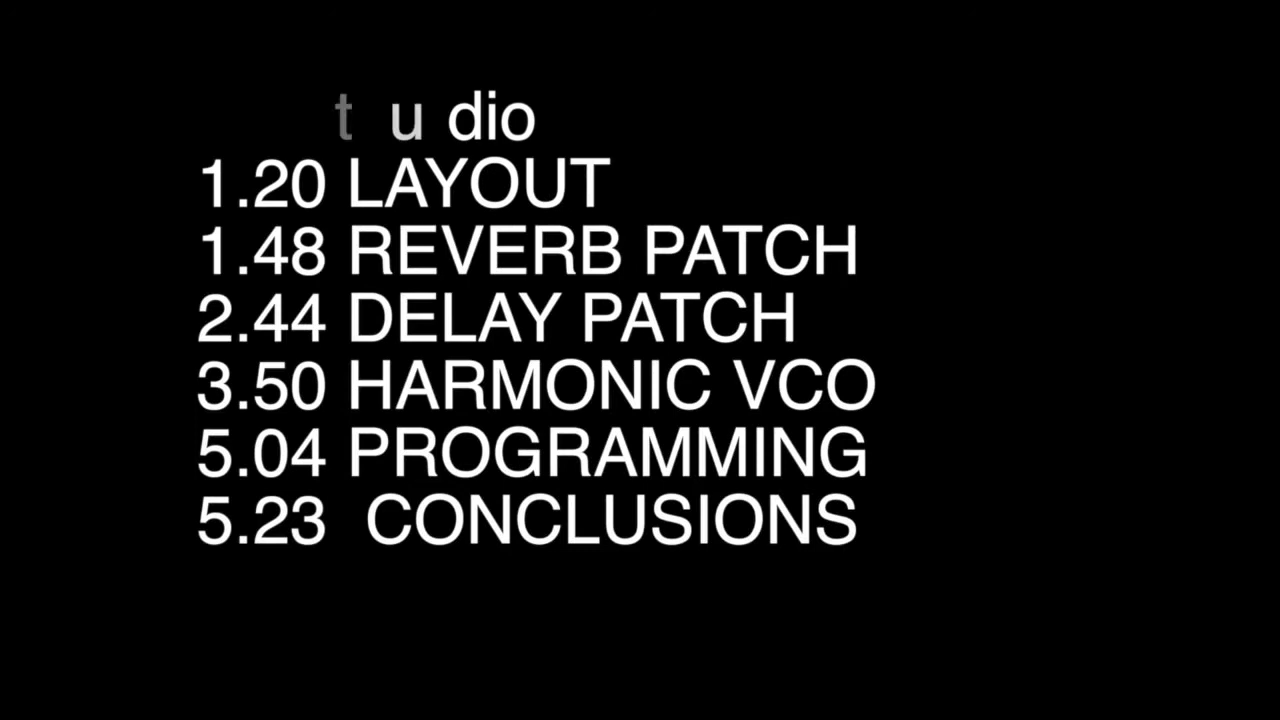 t u dio
1.20 LAYOUT
1.48 REVERB PATCH
2.44 DELAY PATCH
3.50 HARMONIC VCO
5.04 PROGRAMMING
5.23 CONCLUSIONS